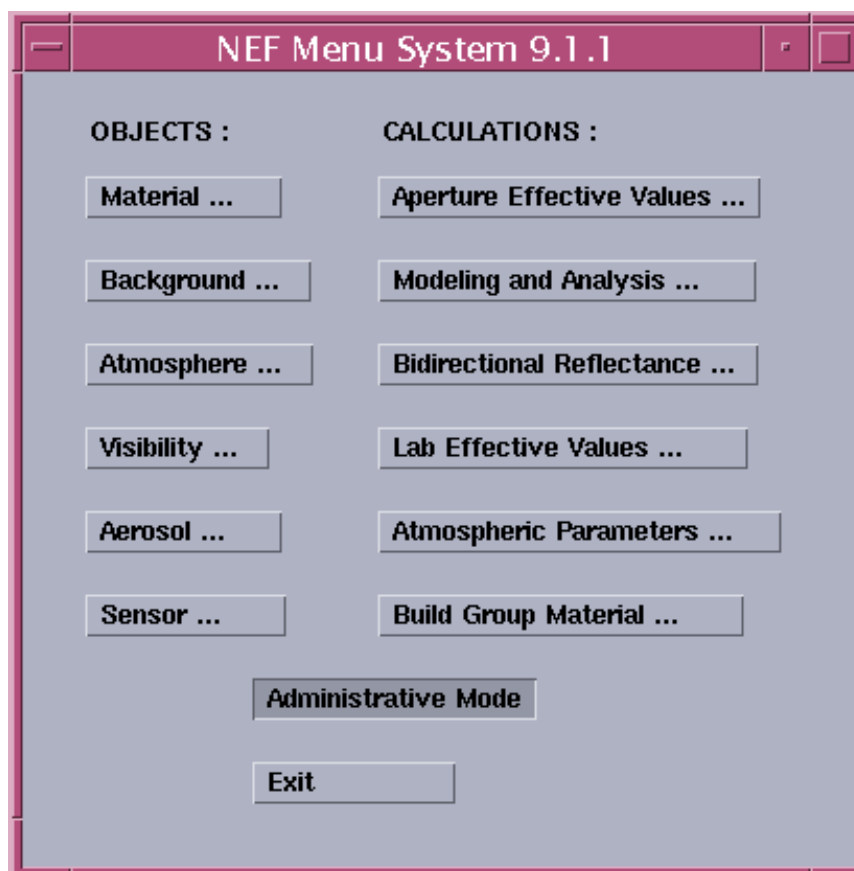 NEF Menu System 9.1.1
OBJECTS : CALCULATIONS :
Material ... Aperture Effective Values ...
Background ... Modeling and Analysis ...
Atmosphere ... Bidirectional Reflectance ...
Visibility ... Lab Effective Values ...
Aerosol ... Atmospheric Parameters ...
Sensor ... Build Group Material ...
Administrative Mode
Exit